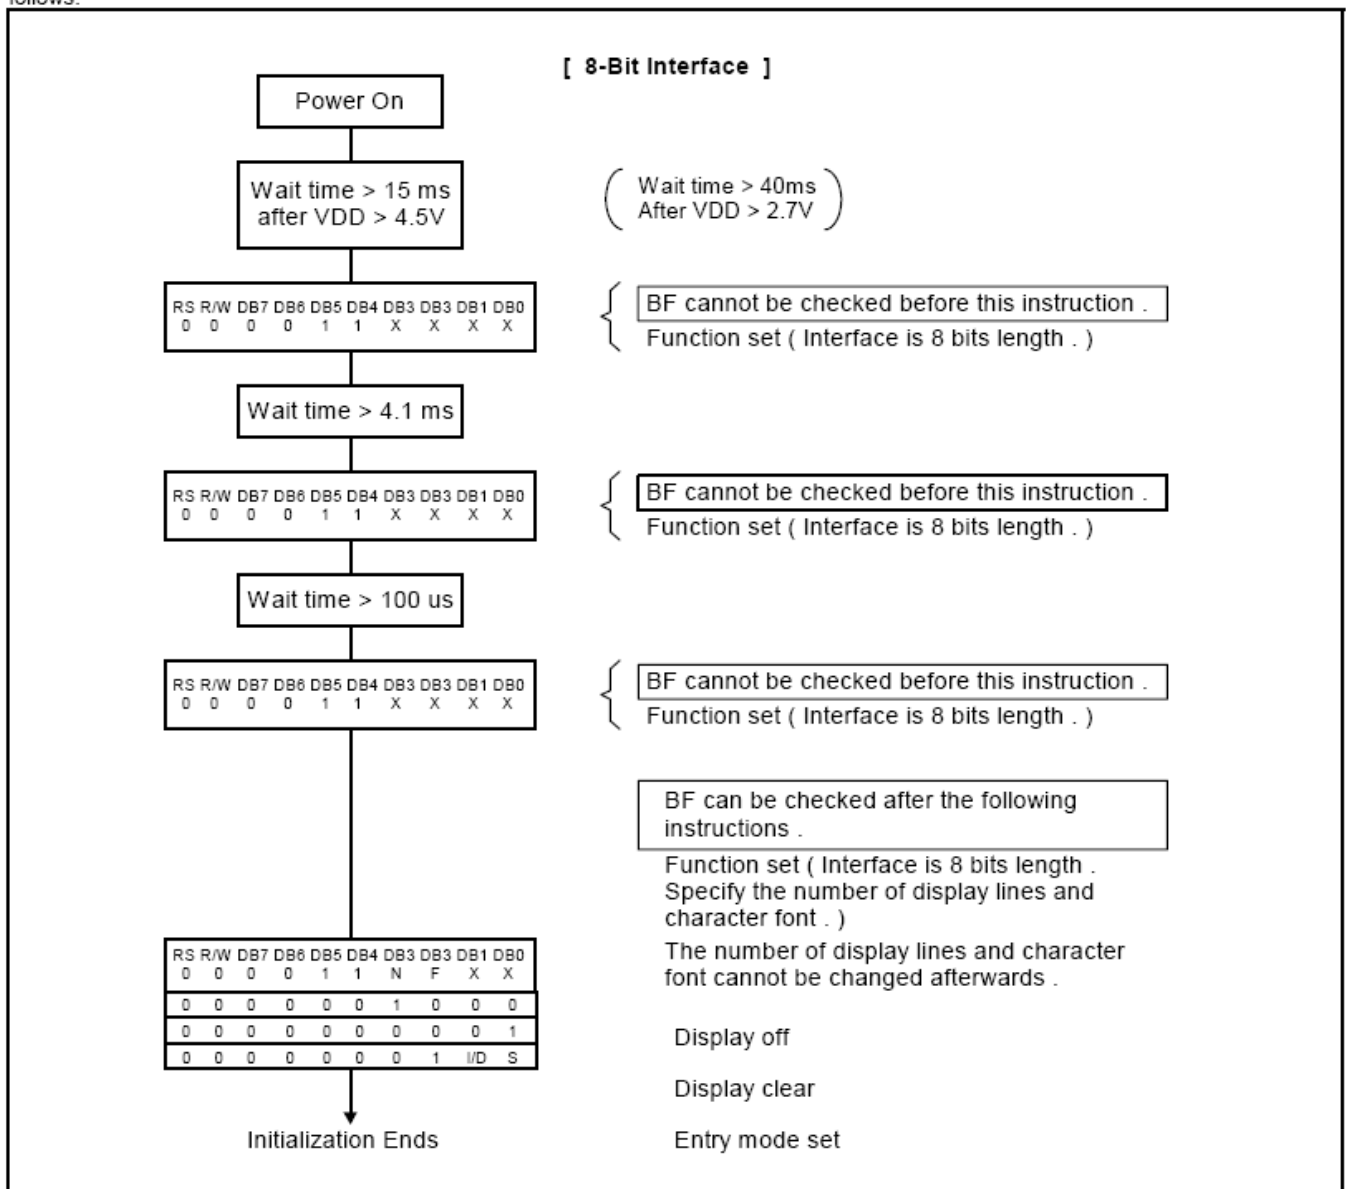 follows:
[ 8-Bit Interface ]
Power On
Wait time > 15 ms
after VDD > 4.5V
Wait time > 40ms
After VDD > 2.7V
RS R/W DB7 DB6 DB5 DB4 DB3 DB3 DB1 DB0
0 0 0 0 1 1 X X X X
BF cannot be checked before this instruction .
Function set ( Interface is 8 bits length . )
Wait time > 4.1 ms
RS R/W DB7 DB6 DB5 DB4 DB3 DB3 DB1 DB0
0 0 0 0 1 1 X X X X
BF cannot be checked before this instruction .
Function set ( Interface is 8 bits length . )
Wait time > 100 us
RS R/W DB7 DB6 DB5 DB4 DB3 DB3 DB1 DB0
0 0 0 0 1 1 X X X X
BF cannot be checked before this instruction .
Function set ( Interface is 8 bits length . )
BF can be checked after the following
instructions .
Function set ( Interface is 8 bits length .
Specify the number of display lines and
character font . )
The number of display lines and character
font cannot be changed afterwards .
RS R/W DB7 DB6 DB5 DB4 DB3 DB3 DB1 DB0
0 0 0 0 1 1 N F X X
0 0 0 0 0 0 1 0 0 0
0 0 0 0 0 0 0 0 0 1
0 0 0 0 0 0 0 1 I/D S
Display off
Display clear
Initialization Ends
Entry mode set